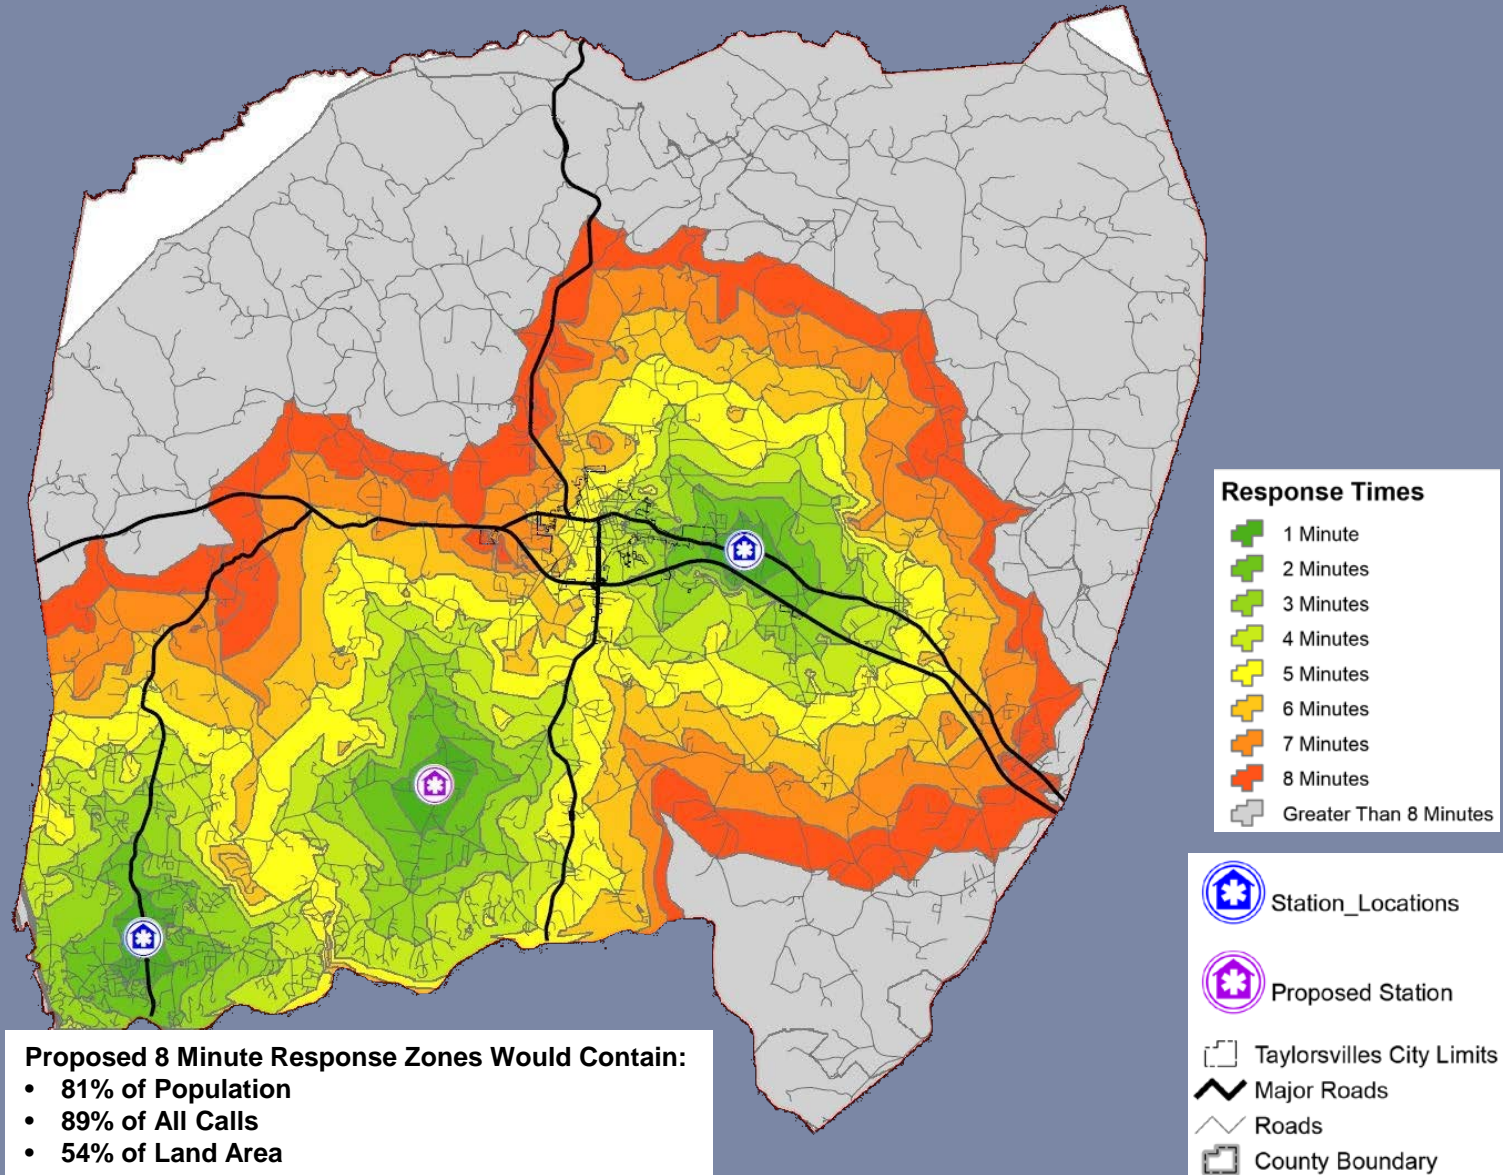 Response Times
1 Minute
2 Minutes
3 Minutes
4 Minutes
5 Minutes
6 Minutes
7 Minutes
8 Minutes
Greater Than 8 Minutes
Station_Locations
Proposed Station
Taylorsvilles City Limits
Major Roads
Roads
County Boundary
Proposed 8 Minute Response Zones Would Contain:
• 81% of Population
• 89% of All Calls
• 54% of Land Area